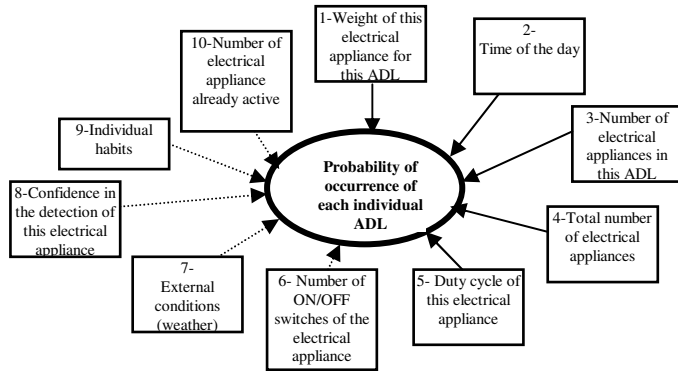 1-Weight of this
electrical
appliance for
this ADL
2-
Time of the day
3-Number of
electrical
appliances in
this ADL
4-Total number
of electrical
appliances
5- Duty cycle of
this electrical
appliance
6- Number of
ON/OFF
switches of the
electrical
appliance
7-
External
conditions
(weather)
8-Confidence in
the detection of
this electrical
appliance
9-Individual
habits
10-Number of
electrical
appliance
already active
Probability of
occurrence of
each individual
ADL